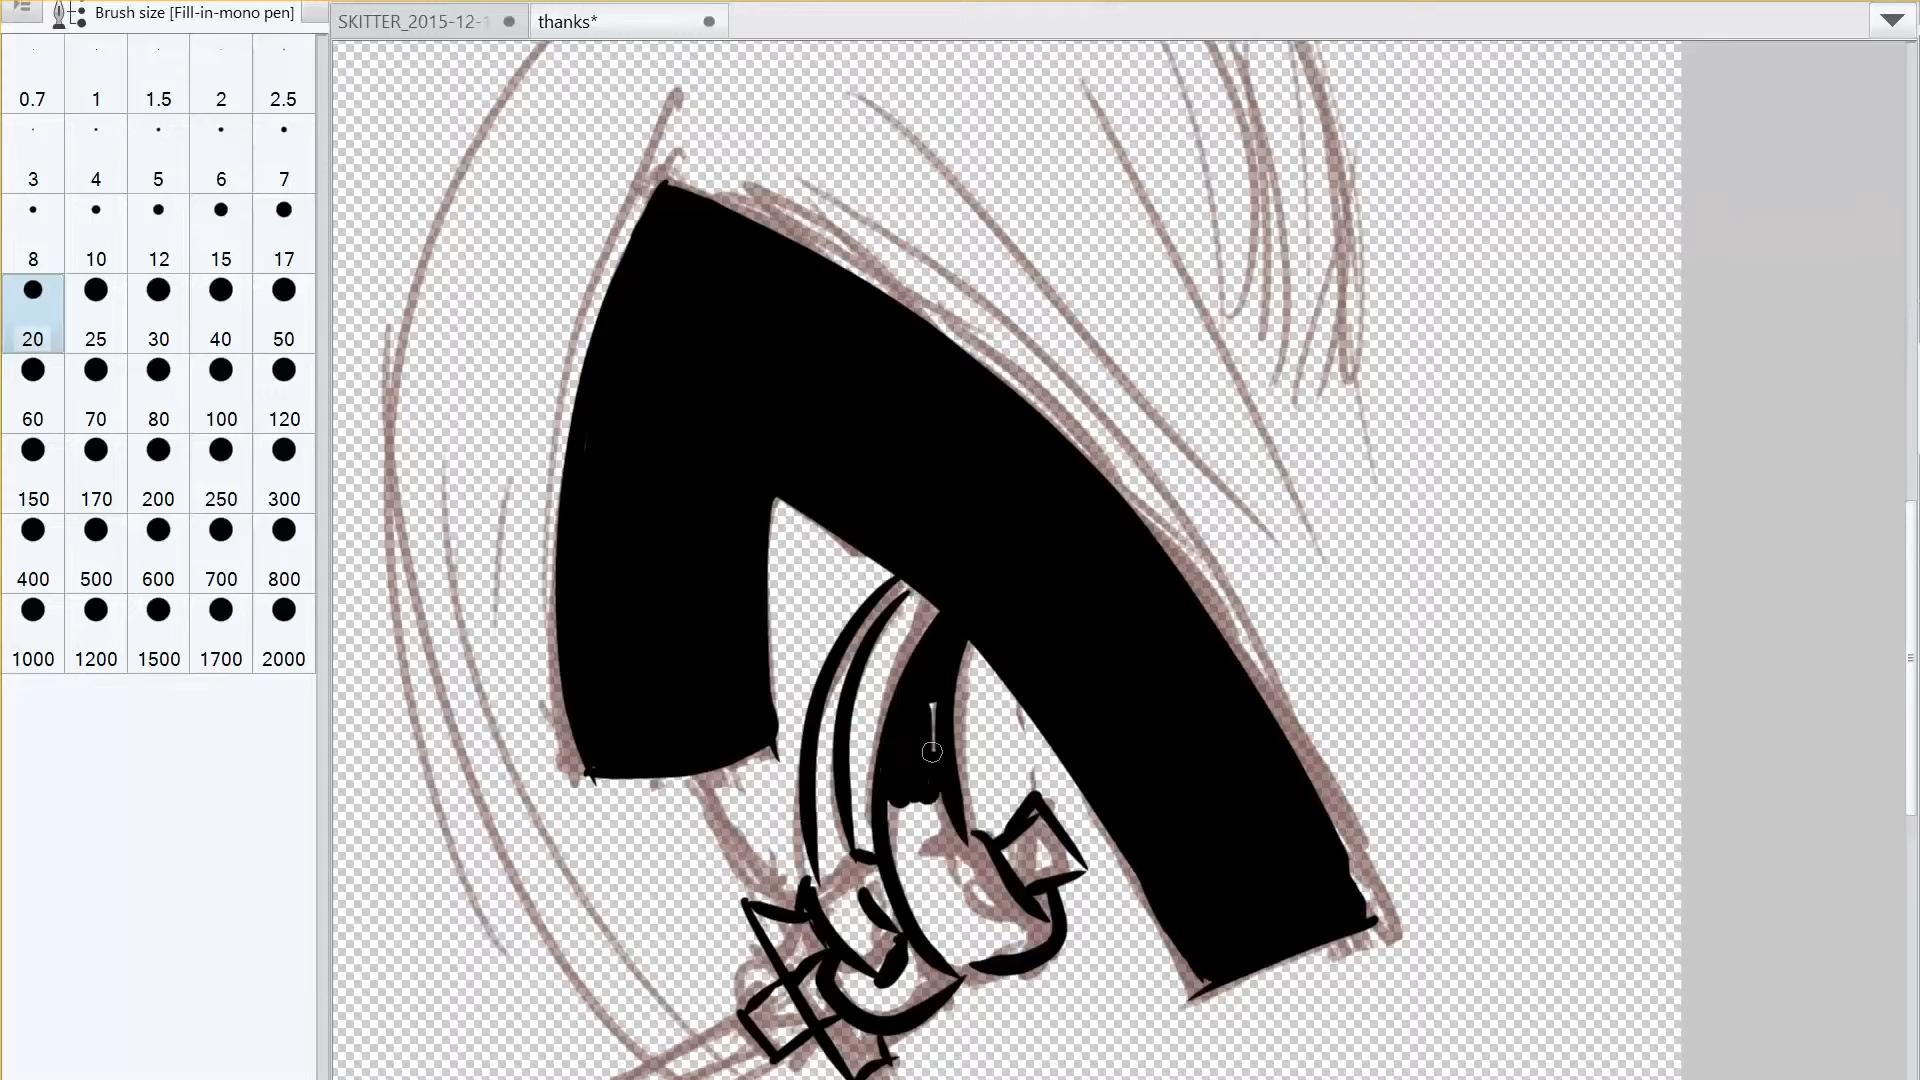 Brush size [Fill-in-mono pen]
SKITTER_2015-12-
thanks*
0.7 1 1.5 2 2.5
3 4 5 6 7
8 10 12 15 17
20 25 30 40 50
60 70 80 100 120
150 170 200 250 300
400 500 600 700 800
1000 1200 1500 1700 2000